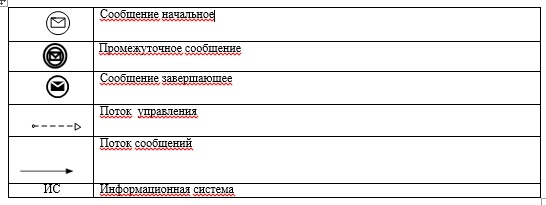 Сообщение начальное
Промежуточное сообщение
Сообщение завершающее
Поток управления
Поток сообщений
ИС Информационная система